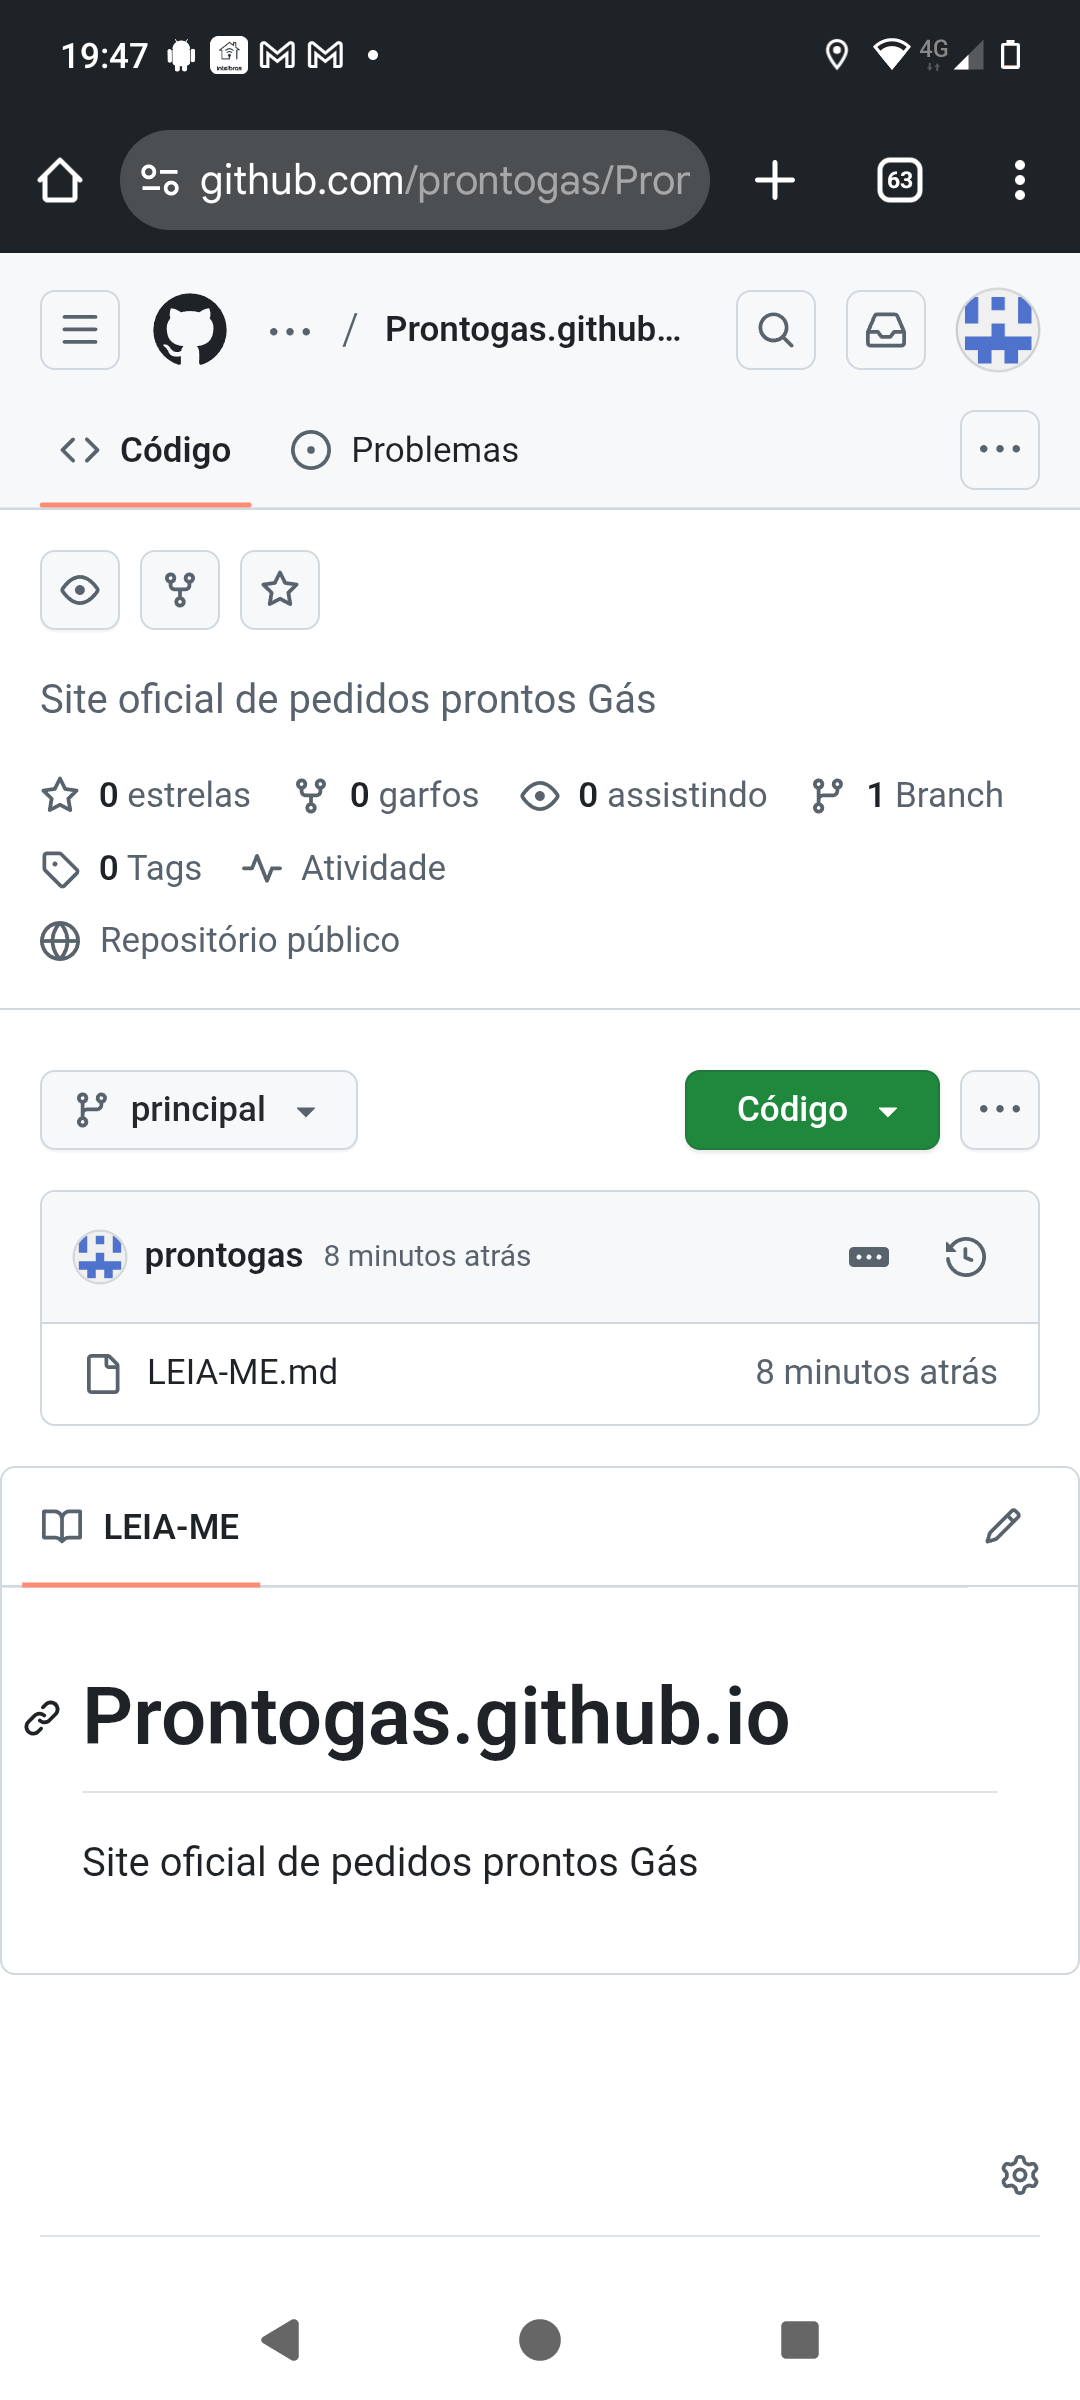 19:47
4G
github.com/prontogas/Pror
63
/ Prontogas.github...
Código Problemas
Site oficial de pedidos prontos Gás
0 estrelas 0 garfos 0 assistindo 1 Branch
0 Tags Atividade
Repositório público
principal Código
prontogas 8 minutos atrás
LEIA-ME.md 8 minutos atrás
LEIA-ME
Prontogas.github.io
Site oficial de pedidos prontos Gás